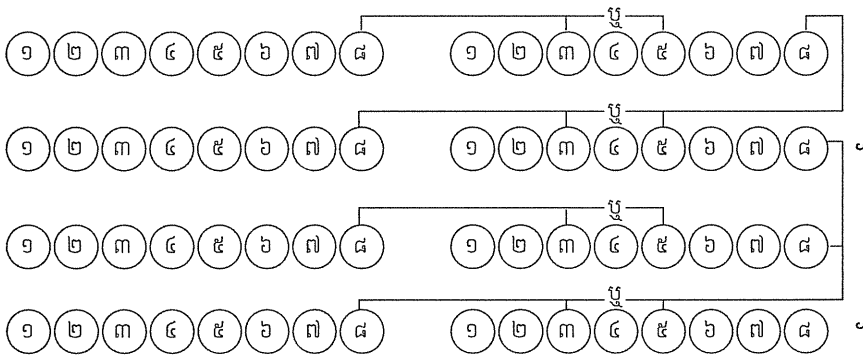 ឬ
១ ២ ៣ ៤ ៥ ៦ ៧ ៨ ១ ២ ៣ ៤ ៥ ៦ ៧ ៨
ឬ
១ ២ ៣ ៤ ៥ ៦ ៧ ៨ ១ ២ ៣ ៤ ៥ ៦ ៧ ៨ ។
ឬ
១ ២ ៣ ៤ ៥ ៦ ៧ ៨ ១ ២ ៣ ៤ ៥ ៦ ៧ ៨
ឬ
១ ២ ៣ ៤ ៥ ៦ ៧ ៨ ១ ២ ៣ ៤ ៥ ៦ ៧ ៨ ។